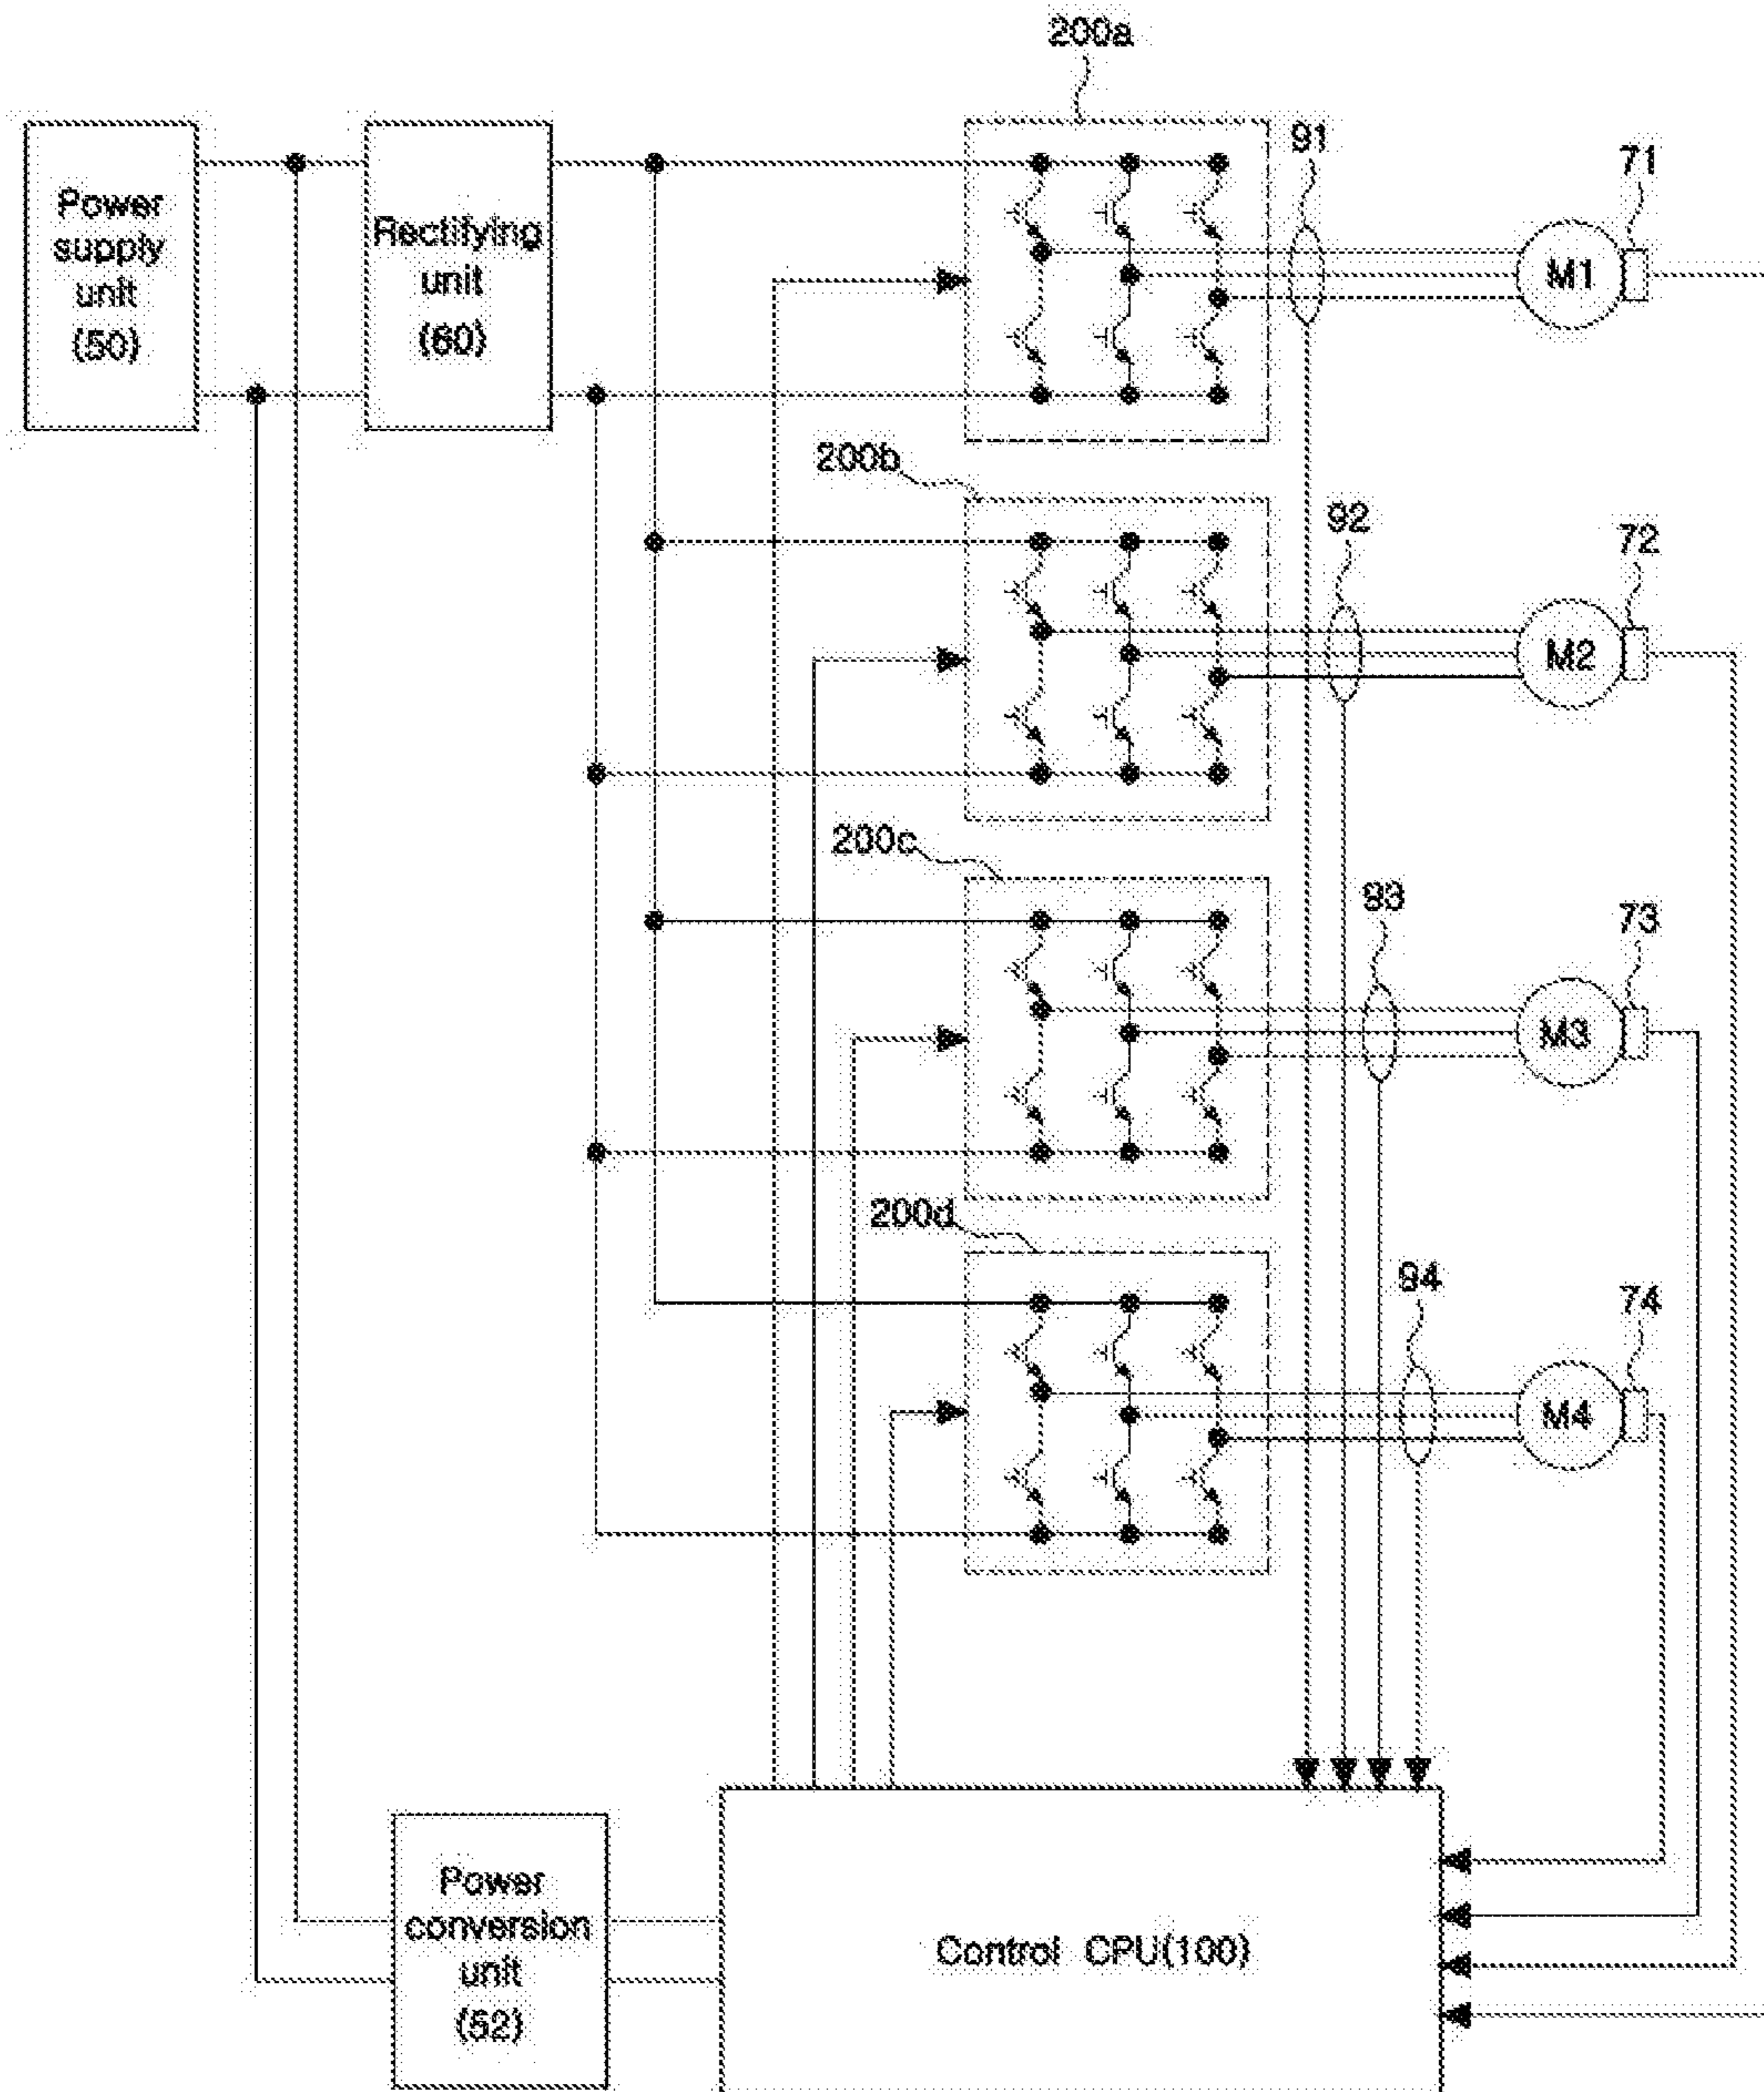 200a
91
71
Power
supply
unit
(50)
Rectifying
unit
(60)
M1
200b
92
72
M2
200c
93
73
M3
200d
94
74
M4
Power
conversion
unit
(52)
Control CPU(100)